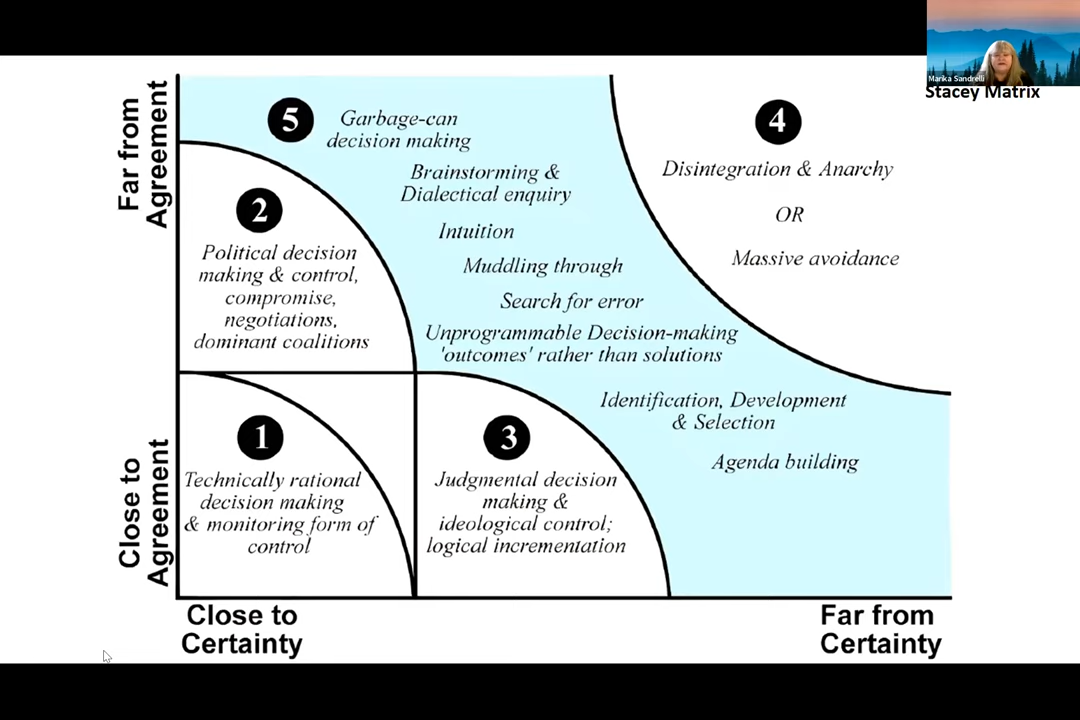 Marika Sandrelli
Stacey Matrix
Far from
Agreement
5
Garbage-can
decision making
Brainstorming &
Dialectical enquiry
Intuition
Muddling through
Search for error
Unprogrammable Decision-making
'outcomes' rather than solutions
Identification, Development
& Selection
Agenda building
4
Disintegration & Anarchy
OR
Massive avoidance
2
Political decision
making & control,
compromise,
negotiations,
dominant coalitions
Close to
Agreement
1
Technically rational
decision making
& monitoring form of
control
3
Judgmental decision
making &
ideological control;
logical incrementation
Close to
Certainty
Far from
Certainty